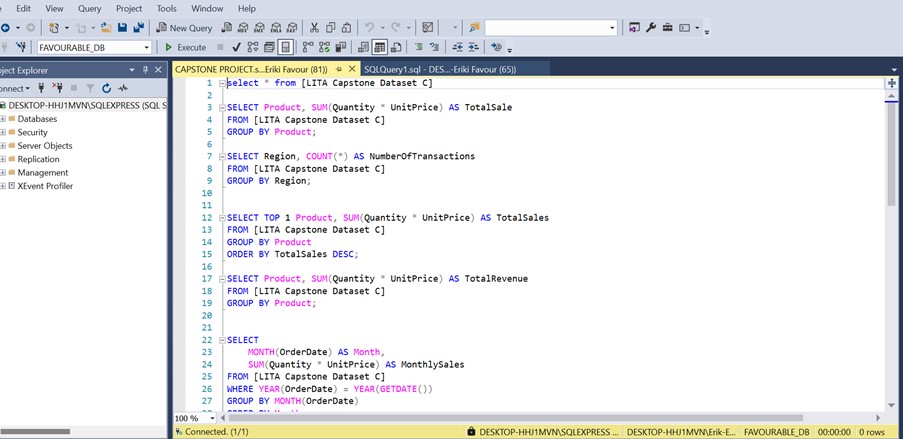 Edit View Query Project Tools Window Help
New Query
FAVOURABLE_DB Execute
ject Explorer
CAPSTONE PROJECT.s...Eriki Favour (81)) SQLQuery1.sql - DES...-Eriki Favour (65))
nnect
DESKTOP-HHJ1MVN\SQLEXPRESS (SQL S
Databases
Security
Server Objects
Replication
Management
XEvent Profiler
1 select * from [LITA Capstone Dataset C]
2
3 SELECT Product, SUM(Quantity * UnitPrice) AS TotalSale
4 FROM [LITA Capstone Dataset C]
5 GROUP BY Product;
6
7 SELECT Region, COUNT(*) AS NumberOfTransactions
8 FROM [LITA Capstone Dataset C]
9 GROUP BY Region;
10
11
12 SELECT TOP 1 Product, SUM(Quantity * UnitPrice) AS TotalSales
13 FROM [LITA Capstone Dataset C]
14 GROUP BY Product
15 ORDER BY TotalSales DESC;
16
17 SELECT Product, SUM(Quantity * UnitPrice) AS TotalRevenue
18 FROM [LITA Capstone Dataset C]
19 GROUP BY Product;
20
21
22 SELECT
23 MONTH(OrderDate) AS Month,
24 SUM(Quantity * UnitPrice) AS MonthlySales
25 FROM [LITA Capstone Dataset C]
26 WHERE YEAR(OrderDate) = YEAR(GETDATE())
27 GROUP BY MONTH(OrderDate)
100 %
Connected. (1/1) DESKTOP-HHJ1MVN\SQLEXPRESS ... DESKTOP-HHJ1MVN\Erik-E... FAVOURABLE_DB 00:00:00 0 rows